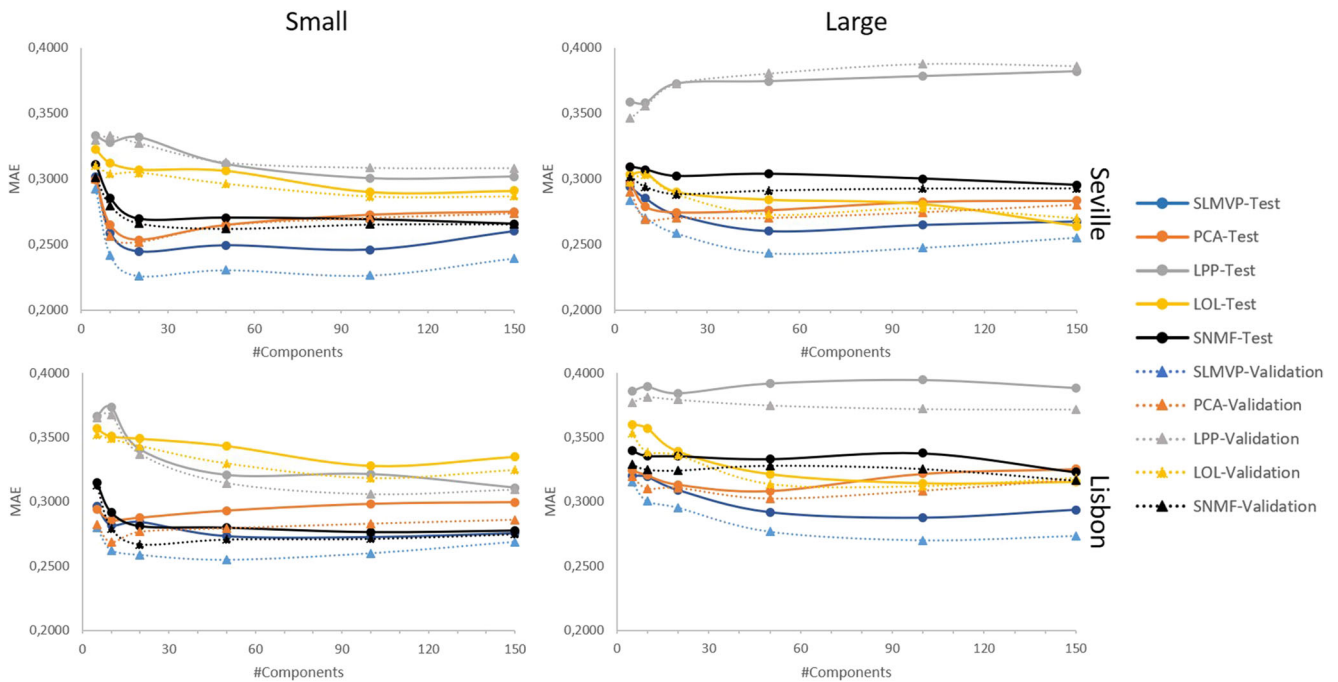 Small
Large
0,4000
0,3500
0,3000
0,2500
0,2000
MAE
0
30
60
90
120
150
#Components
0,4000
0,3500
0,3000
0,2500
0,2000
MAE
0
30
60
90
120
150
#Components
Seville
0,4000
0,3500
0,3000
0,2500
0,2000
MAE
0
30
60
90
120
150
#Components
0,4000
0,3500
0,3000
0,2500
0,2000
MAE
0
30
60
90
120
150
#Components
Lisbon
SLMVP-Test
PCA-Test
LPP-Test
LOL-Test
SNMF-Test
SLMVP-Validation
PCA-Validation
LPP-Validation
LOL-Validation
SNMF-Validation